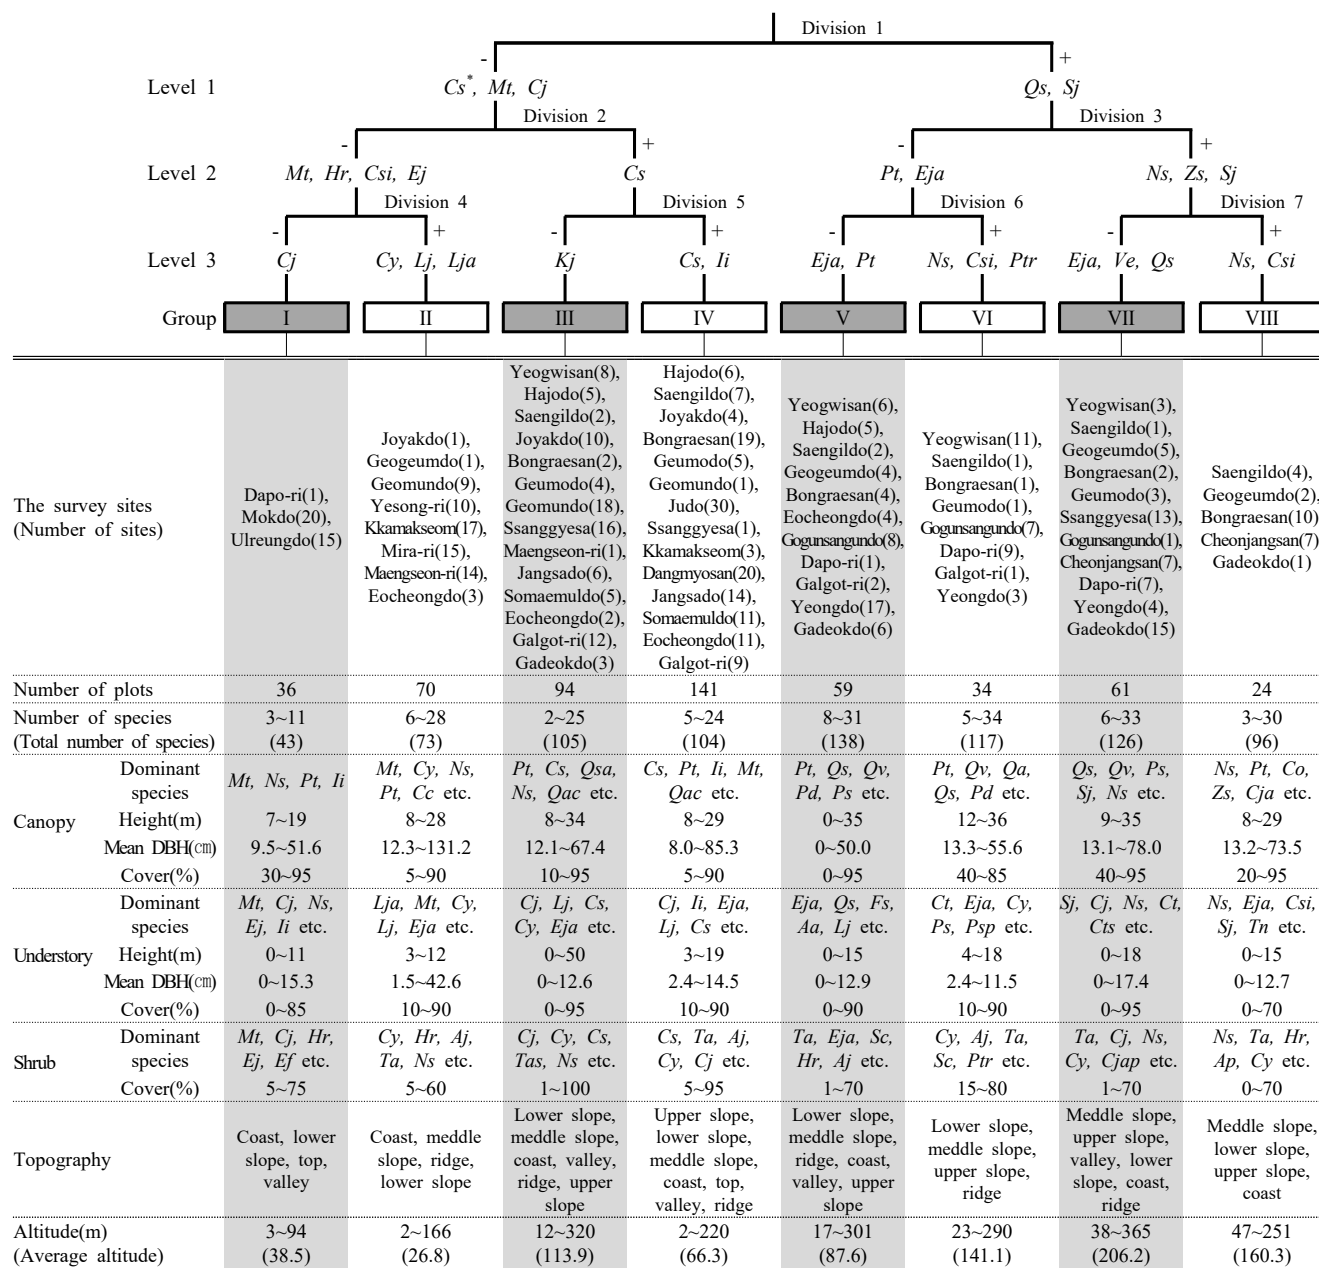 Division 1
- +
Level 1 Cs*, Mt, Cj Qs, Sj
Division 2 Division 3
- + - +
Level 2 Mt, Hr, Csi, Ej Cs Pt, Eja Ns, Zs, Sj
Division 4 Division 5 Division 6 Division 7
- + - + - + - +
Level 3 Cj Cy, Lj, Lja Kj Cs, Ii Eja, Pt Ns, Csi, Ptr Eja, Ve, Qs Ns, Csi
Group I II III IV V VI VII VIII
The survey sites
(Number of sites)
Dapo-ri(1),
Mokdo(20),
Ulreungdo(15)
Joyakdo(1),
Geogeumdo(1),
Geomundo(9),
Yesong-ri(10),
Kkamakseom(17),
Mira-ri(15),
Maengseon-ri(14),
Eocheongdo(3)
Yeogwisan(8),
Hajodo(5),
Saengildo(2),
Joyakdo(10),
Bongraesan(2),
Geumodo(4),
Geomundo(18),
Ssanggyesa(16),
Maengseon-ri(1),
Jangsado(6),
Somaemuldo(5),
Eocheongdo(2),
Galgot-ri(12),
Gadeokdo(3)
Hajodo(6),
Saengildo(7),
Joyakdo(4),
Bongraesan(19),
Geumodo(5),
Geomundo(1),
Judo(30),
Ssanggyesa(1),
Kkamakseom(3),
Dangmyosan(20),
Jangsado(14),
Somaemuldo(11),
Eocheongdo(11),
Galgot-ri(9)
Yeogwisan(6),
Hajodo(5),
Saengildo(2),
Geogeumdo(4),
Bongraesan(4),
Eocheongdo(4),
Gogunsangundo(8),
Dapo-ri(1),
Galgot-ri(2),
Yeongdo(17),
Gadeokdo(6)
Yeogwisan(11),
Saengildo(1),
Bongraesan(1),
Geumodo(1),
Gogunsangundo(7),
Dapo-ri(9),
Galgot-ri(1),
Yeongdo(3)
Yeogwisan(3),
Saengildo(1),
Geogeumdo(5),
Bongraesan(2),
Geumodo(3),
Ssanggyesa(13),
Gogunsangundo(1),
Cheonjangsan(7),
Dapo-ri(7),
Yeongdo(4),
Gadeokdo(15)
Saengildo(4),
Geogeumdo(2),
Bongraesan(10)
Cheonjangsan(7)
Gadeokdo(1)
Number of plots 36 70 94 141 59 34 61 24
Number of species 3~11 6~28 2~25 5~24 8~31 5~34 6~33 3~30
(Total number of species) (43) (73) (105) (104) (138) (117) (126) (96)
Canopy
Dominant Mt, Ns, Pt, Ii Mt, Cy, Ns, Pt, Cs, Qsa, Cs, Pt, Ii, Mt, Pt, Qs, Qv, Pt, Qv, Qa, Qs, Qv, Ps, Ns, Pt, Co,
species Pt, Cc etc. Ns, Qac etc. Qac etc. Pd, Ps etc. Qs, Pd etc. Sj, Ns etc. Zs, Cja etc.
Height(m) 7~19 8~28 8~34 8~29 0~35 12~36 9~35 8~29
Mean DBH(㎝) 9.5~51.6 12.3~131.2 12.1~67.4 8.0~85.3 0~50.0 13.3~55.6 13.1~78.0 13.2~73.5
Cover(%) 30~95 5~90 10~95 5~90 0~95 40~85 40~95 20~95
Understory
Dominant Mt, Cj, Ns, Lja, Mt, Cy, Cj, Lj, Cs, Cj, Ii, Eja, Eja, Qs, Fs, Ct, Eja, Cy, Sj, Cj, Ns, Ct, Ns, Eja, Csi,
species Ej, Ii etc. Lj, Eja etc. Cy, Eja etc. Lj, Cs etc. Aa, Lj etc. Ps, Psp etc. Cts etc. Sj, Tn etc.
Height(m) 0~11 3~12 0~50 3~19 0~15 4~18 0~18 0~15
Mean DBH(㎝) 0~15.3 1.5~42.6 0~12.6 2.4~14.5 0~12.9 2.4~11.5 0~17.4 0~12.7
Cover(%) 0~85 10~90 0~95 10~90 0~90 10~90 0~95 0~70
Shrub
Dominant Mt, Cj, Hr, Cy, Hr, Aj, Cj, Cy, Cs, Cs, Ta, Aj, Ta, Eja, Sc, Cy, Aj, Ta, Ta, Cj, Ns, Ns, Ta, Hr,
species Ej, Ef etc. Ta, Ns etc. Tas, Ns etc. Cy, Cj etc. Hr, Aj etc. Sc, Ptr etc. Cy, Cjap etc. Ap, Cy etc.
Cover(%) 5~75 5~60 1~100 5~95 1~70 15~80 1~70 0~70
Topography
Coast, lower
slope, top,
valley
Coast, meddle
slope, ridge,
lower slope
Lower slope,
meddle slope,
coast, valley,
ridge, upper
slope
Upper slope,
lower slope,
meddle slope,
coast, top,
valley, ridge
Lower slope,
meddle slope,
ridge, coast,
valley, upper
slope
Lower slope,
meddle slope,
upper slope,
ridge
Meddle slope,
upper slope,
valley, lower
slope, coast,
ridge
Meddle slope,
lower slope,
upper slope,
coast
Altitude(m) 3~94 2~166 12~320 2~220 17~301 23~290 38~365 47~251
(Average altitude) (38.5) (26.8) (113.9) (66.3) (87.6) (141.1) (206.2) (160.3)